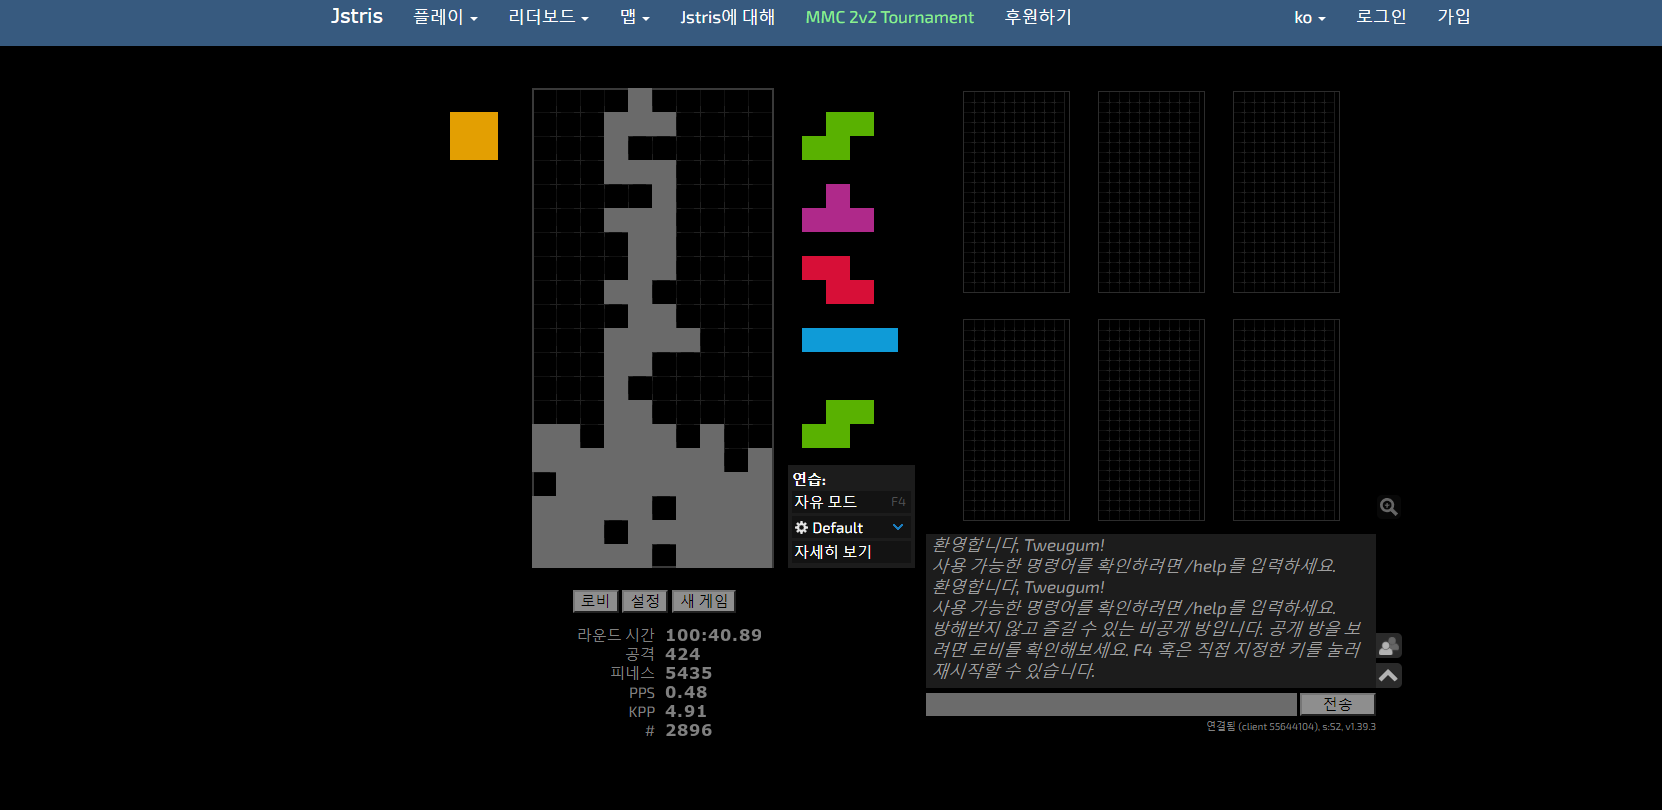 Jstris 플레이 리더보드 맵 Jstris에 대해 MMC 2v2 Tournament 후원하기 ko 로그인 가입
연습:
자유 모드 F4
Default
자세히 보기
로비 설정 새 게임
라운드 시간 100:40.89
공격 424
피네스 5435
PPS 0.48
KPP 4.91
# 2896
환영합니다, Tweugum!
사용 가능한 명령어를 확인하려면 /help를 입력하세요.
환영합니다, Tweugum!
사용 가능한 명령어를 확인하려면 /help를 입력하세요.
방해받지 않고 즐길 수 있는 비공개 방입니다. 공개 방을 보
려면 로비를 확인해보세요. F4 혹은 직접 지정한 키를 눌러
재시작할 수 있습니다.
전송
연결됨 (client 55644104), s:S2, v1.39.3